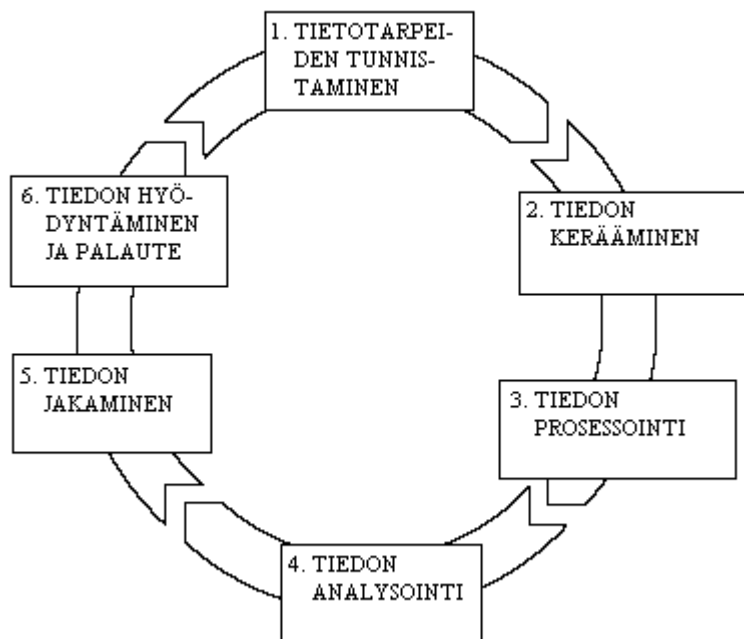 1. TIETOTARPEI-
DEN TUNNIS-
TAMINEN
2. TIEDON
KERÄÄMINEN
3. TIEDON
PROSESSOINTI
4. TIEDON
ANALYSOINTI
5. TIEDON
JAKAMINEN
6. TIEDON HYÖ-
DYNTÄMINEN
JA PALAUTE